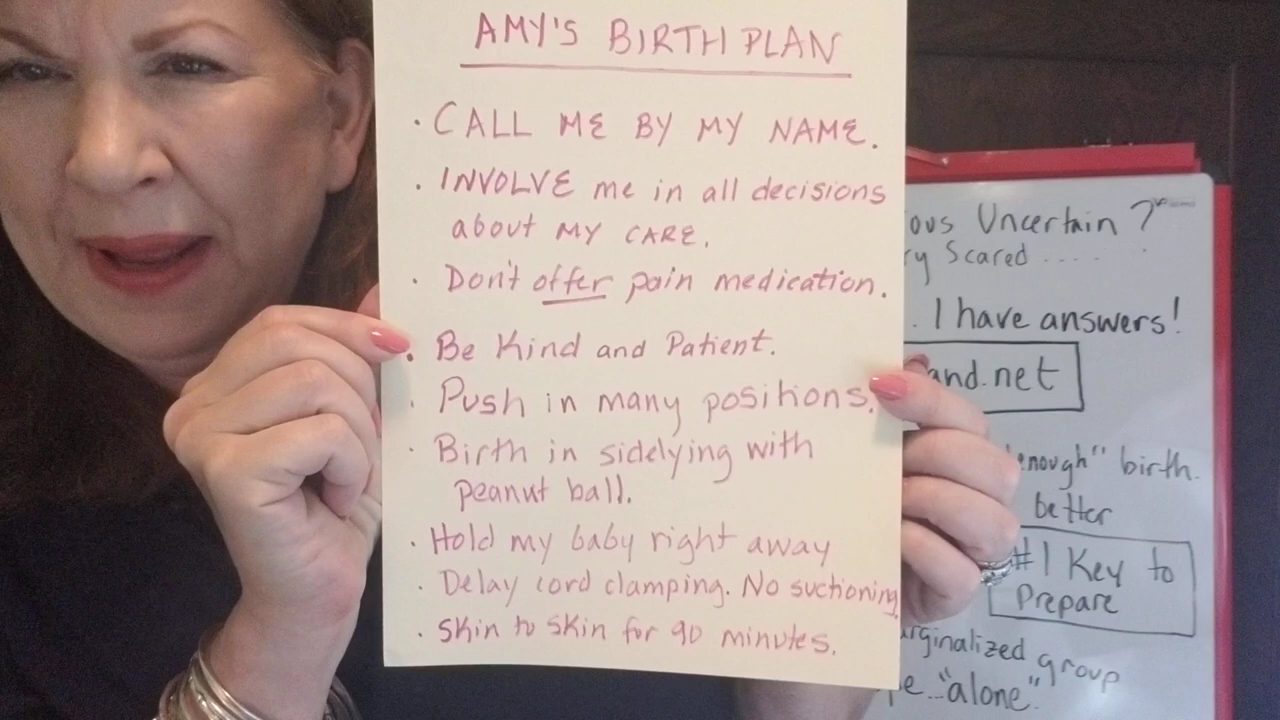 AMY'S BIRTH PLAN
• CALL ME BY MY NAME.
• INVOLVE me in all decisions
about MY CARE.
• Don't offer pain medication.
• Be Kind and Patient.
• Push in many positions.
• Birth in sidelying with
peanut ball.
• Hold my baby right away
• Delay cord clamping. No suctioning
• Skin to Skin for 90 minutes.
Uncertain ?
Scared .....
. I have answers!
and.net
enough" birth.
better
#1 Key to
Prepare
group
"alone"